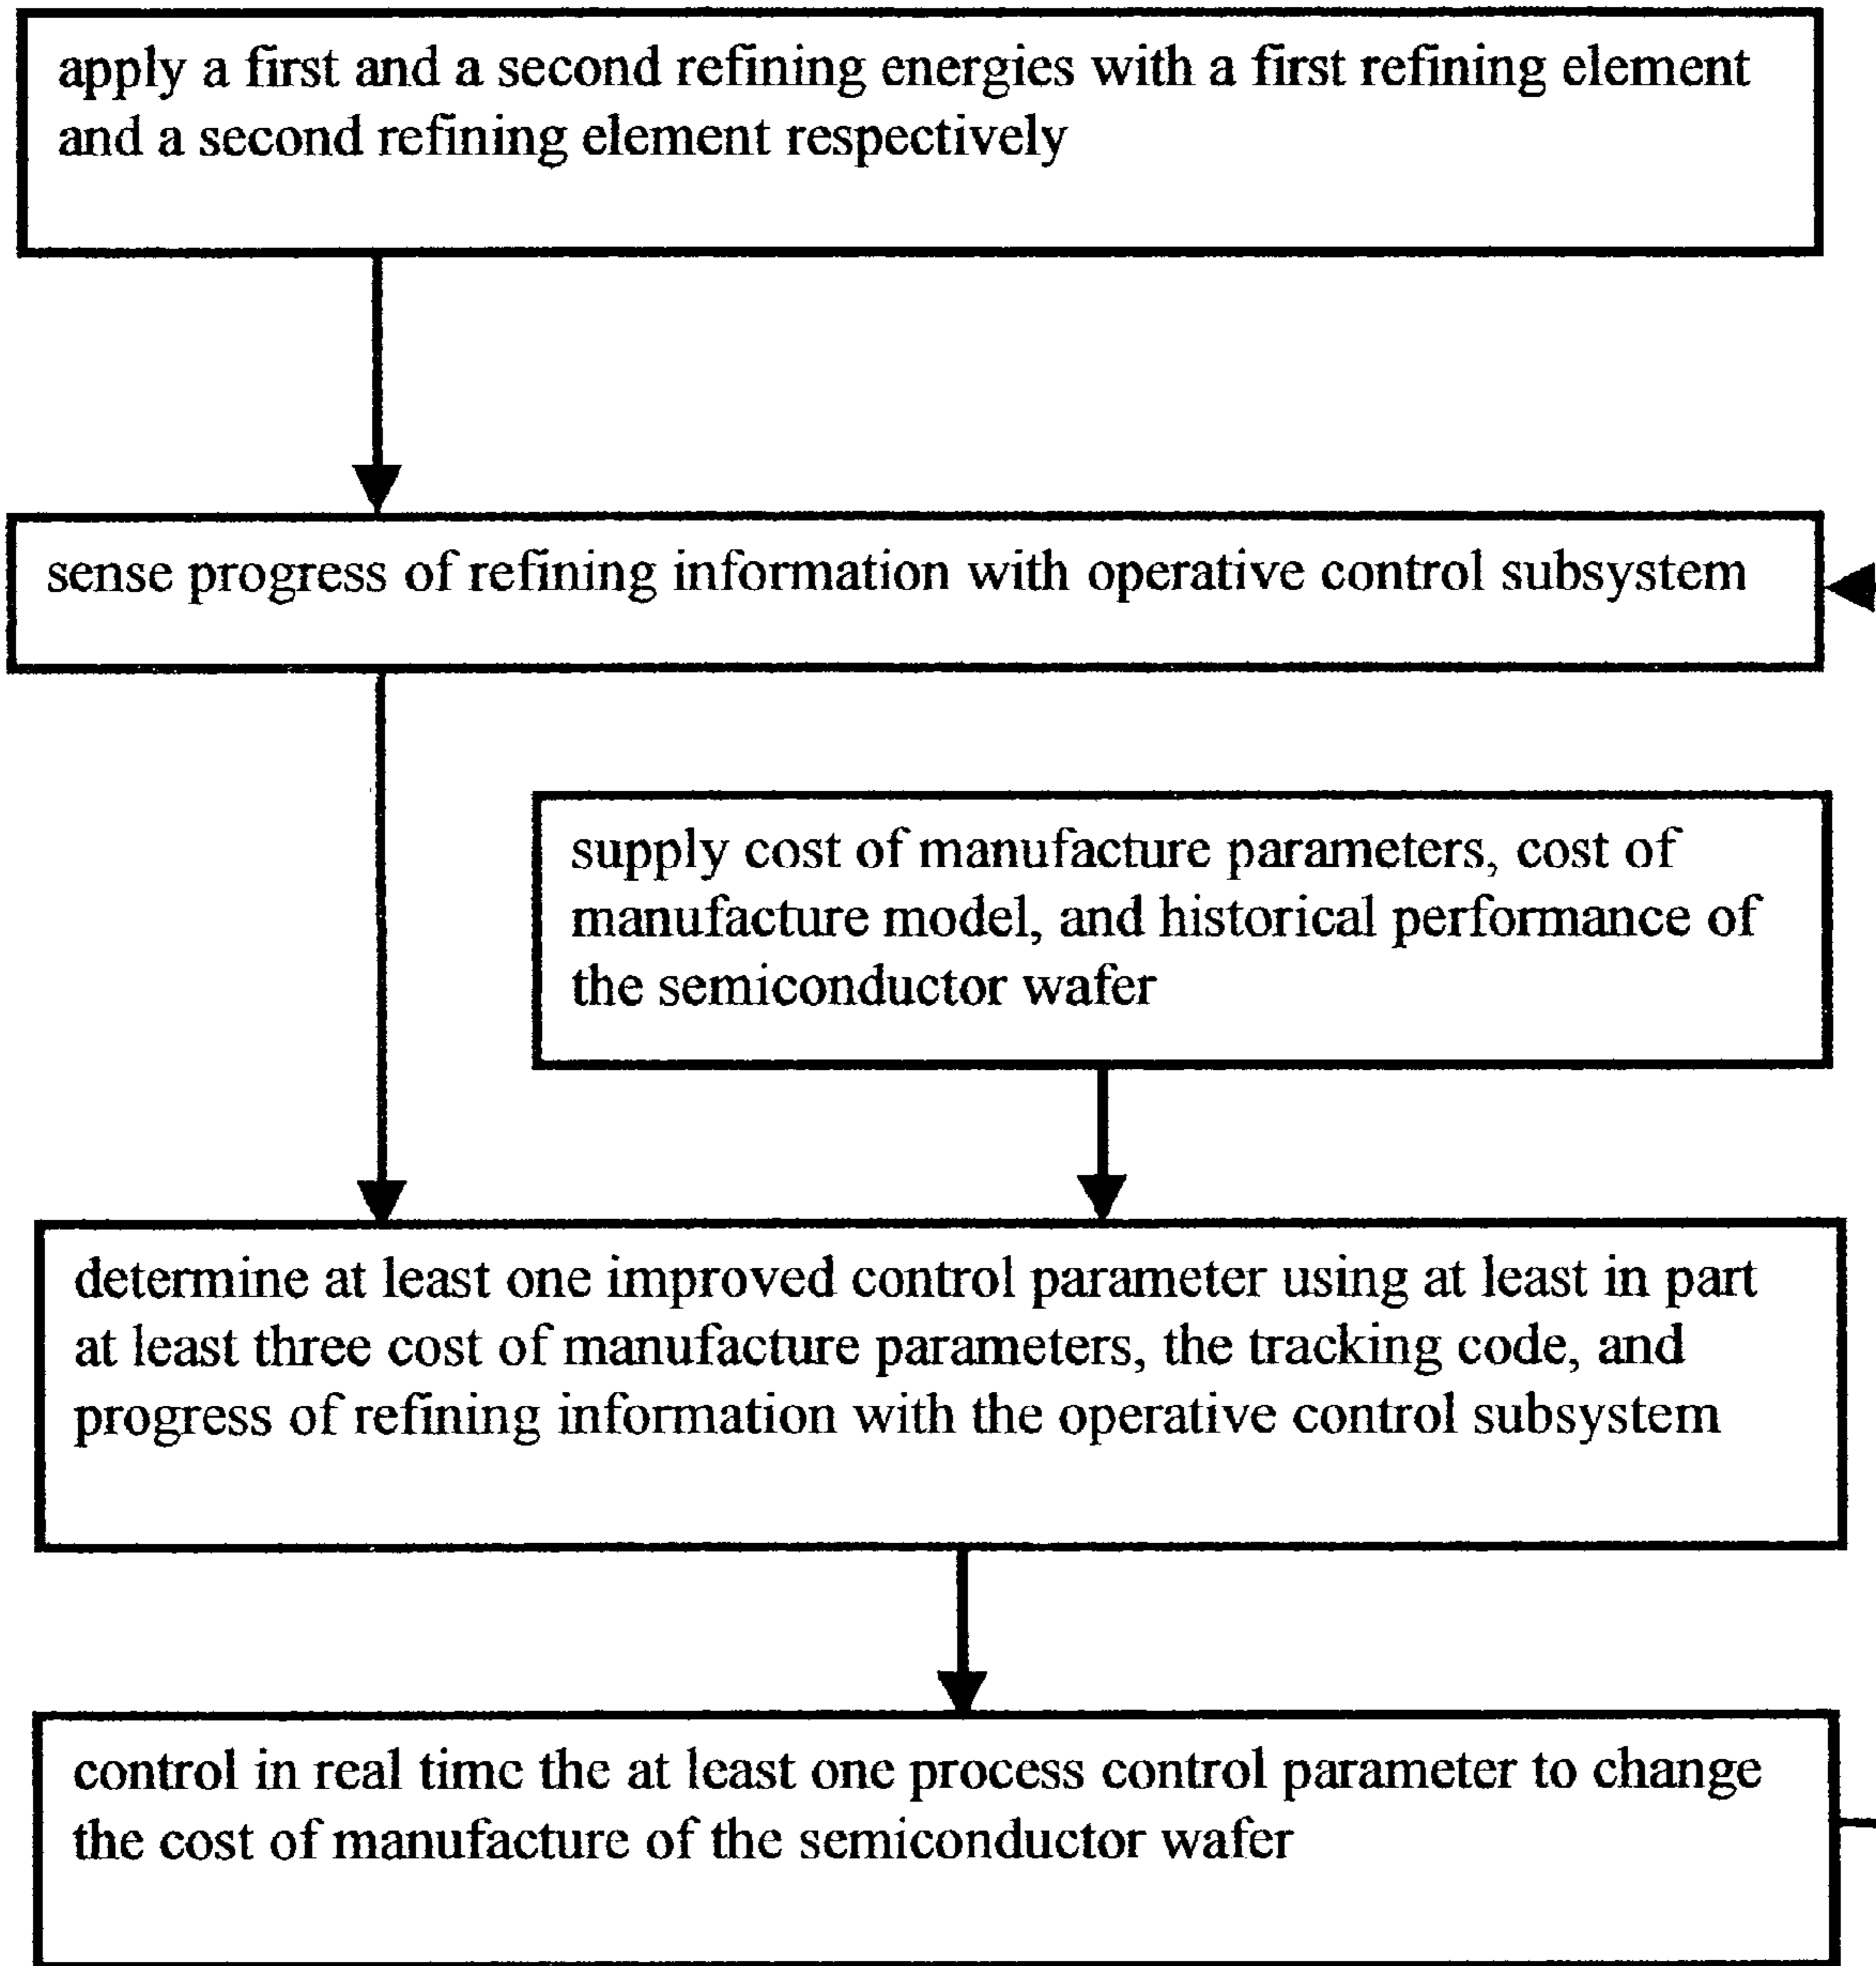 apply a first and a second refining energies with a first refining element
and a second refining element respectively
sense progress of refining information with operative control subsystem
supply cost of manufacture parameters, cost of
manufacture model, and historical performance of
the semiconductor wafer
determine at least one improved control parameter using at least in part
at least three cost of manufacture parameters, the tracking code, and
progress of refining information with the operative control subsystem
control in real time the at least one process control parameter to change
the cost of manufacture of the semiconductor wafer